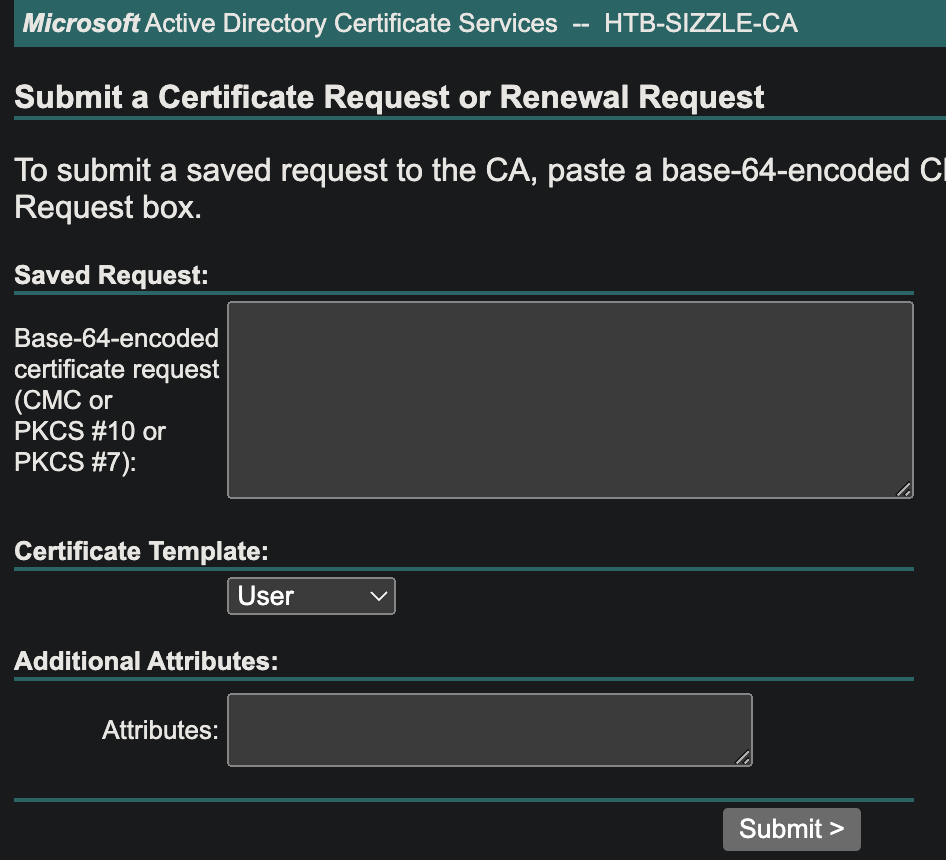 Microsoft Active Directory Certificate Services -- HTB-SIZZLE-CA
Submit a Certificate Request or Renewal Request
To submit a saved request to the CA, paste a base-64-encoded
Request box.
Saved Request:
Base-64-encoded
certificate request
(CMC or
PKCS #10 or
PKCS #7):
Certificate Template:
User
Additional Attributes:
Attributes:
Submit >